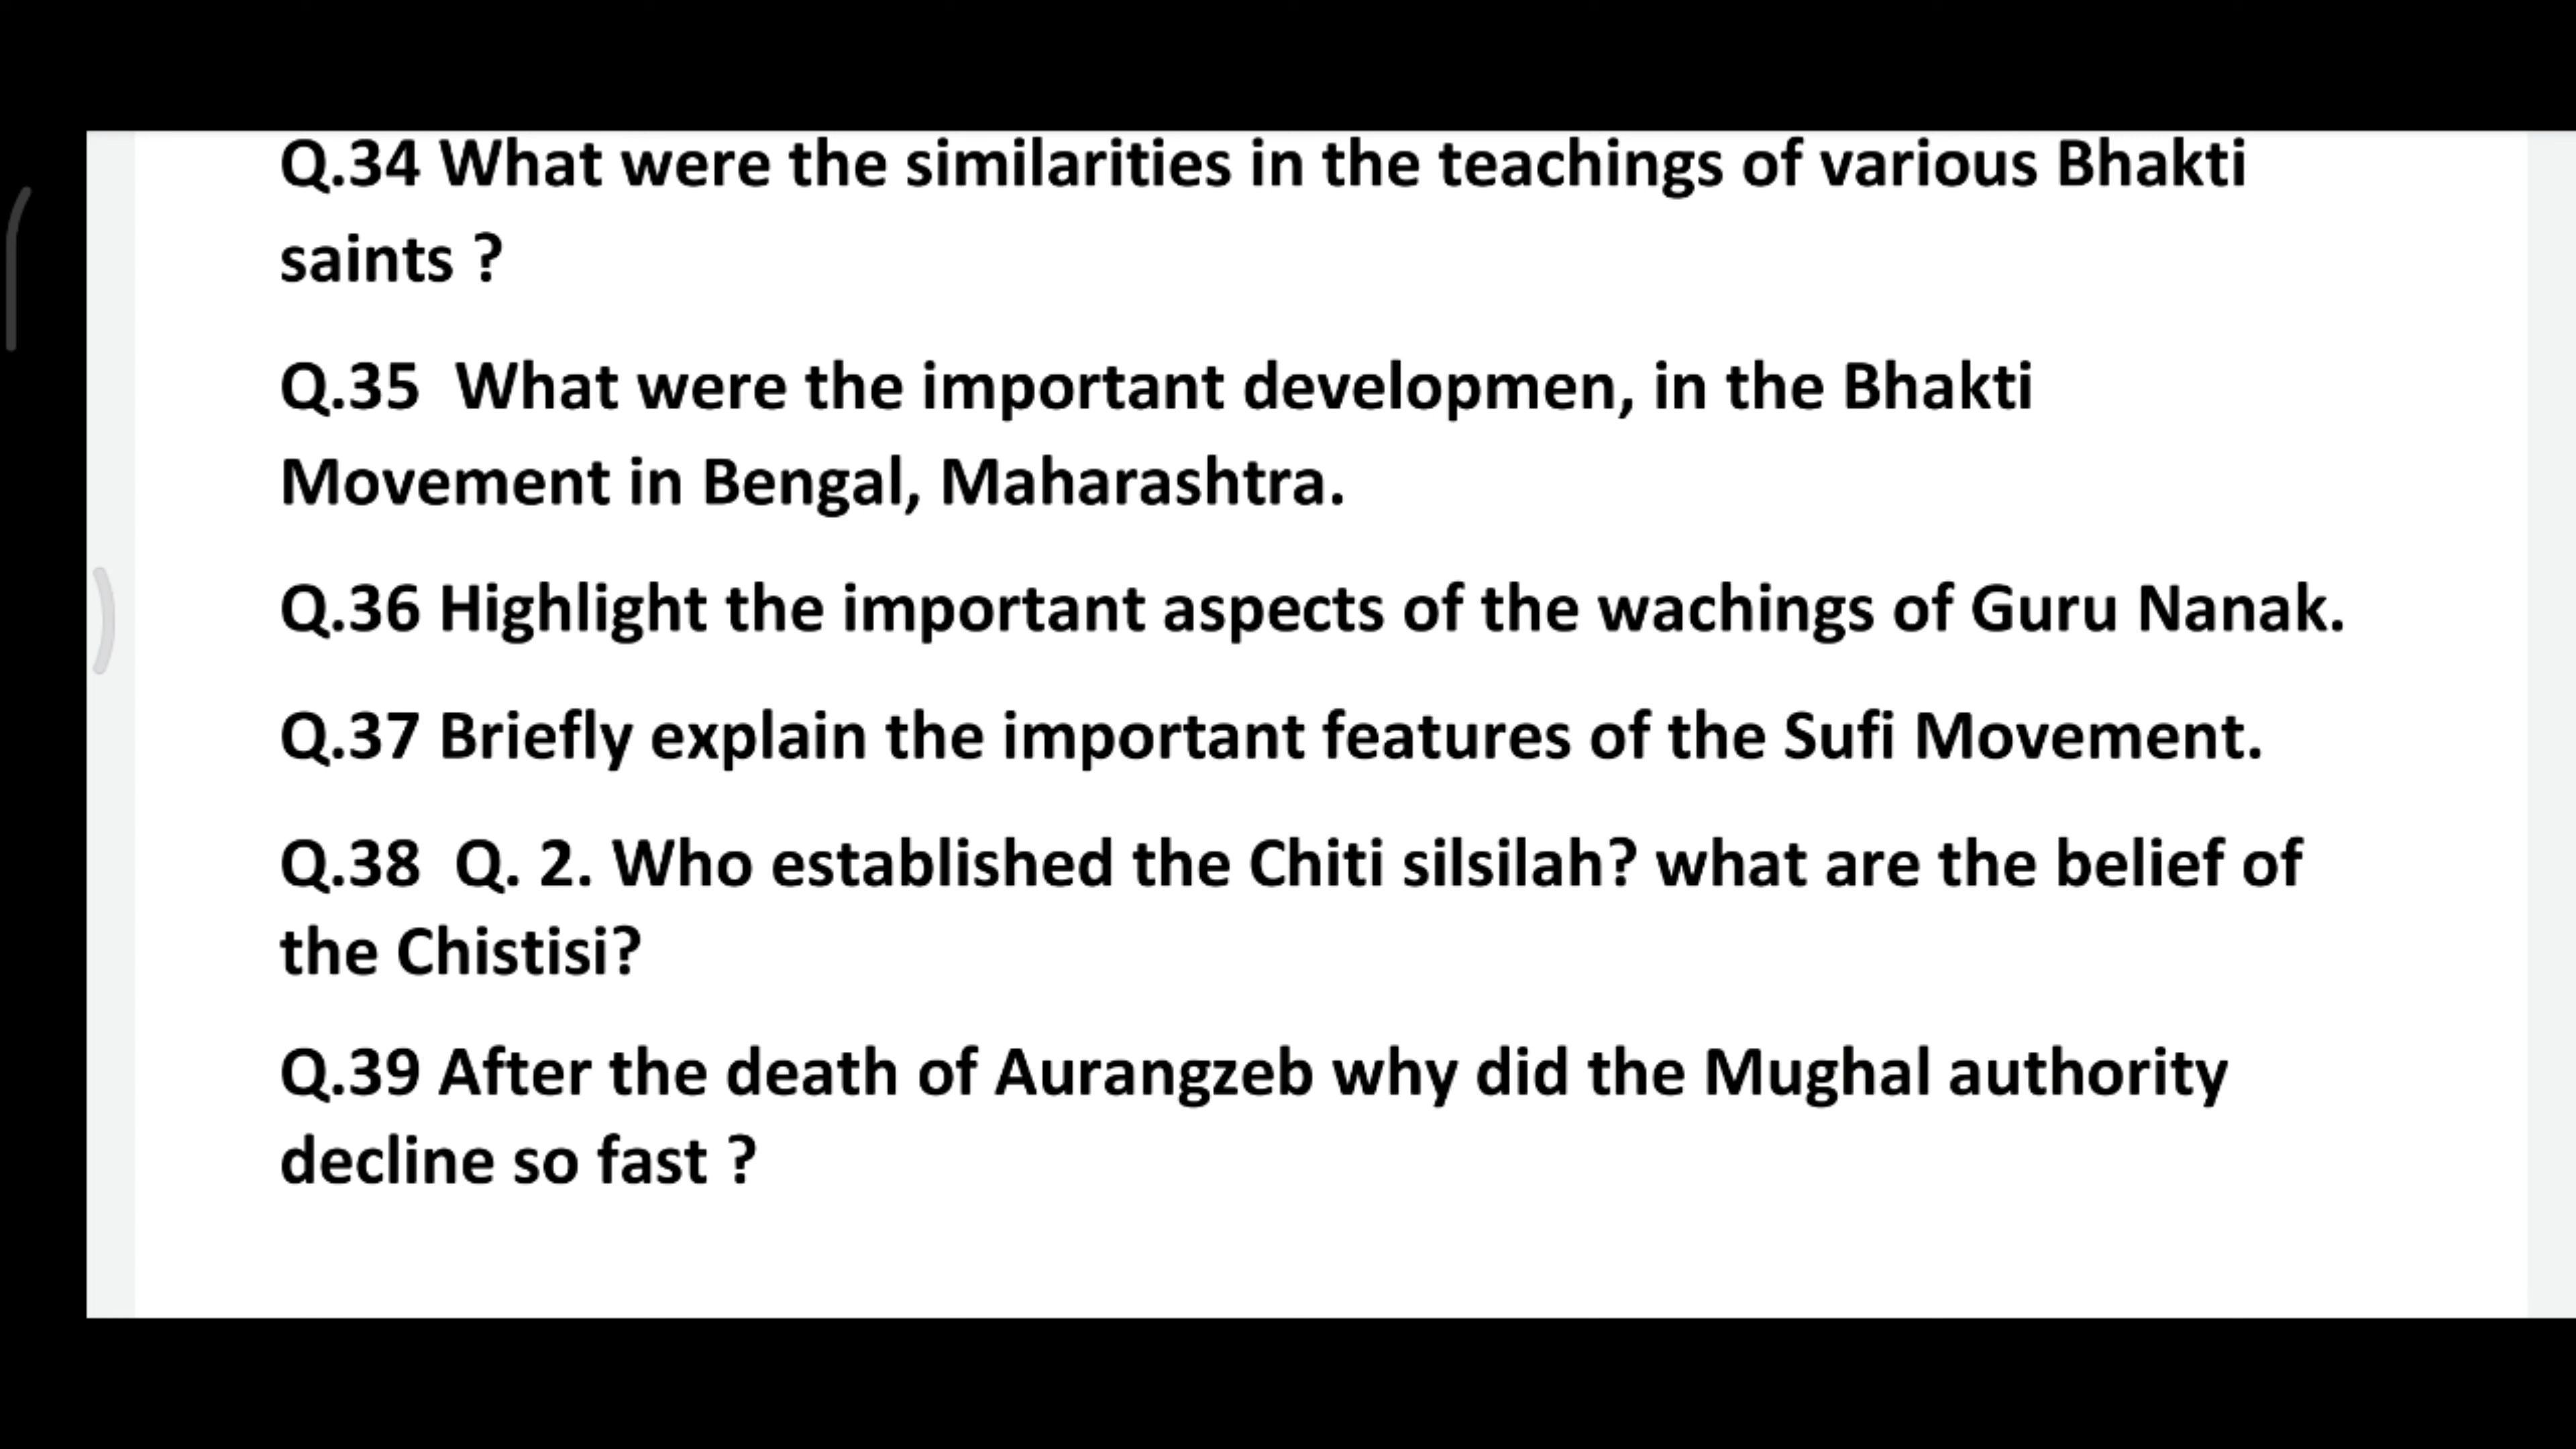 Q.34 What were the similarities in the teachings of various Bhakti
saints ?
Q.35  What were the important developmen, in the Bhakti
Movement in Bengal, Maharashtra.
Q.36 Highlight the important aspects of the wachings of Guru Nanak.
Q.37 Briefly explain the important features of the Sufi Movement.
Q.38  Q. 2. Who established the Chiti silsilah? what are the belief of
the Chistisi?
Q.39 After the death of Aurangzeb why did the Mughal authority
decline so fast ?